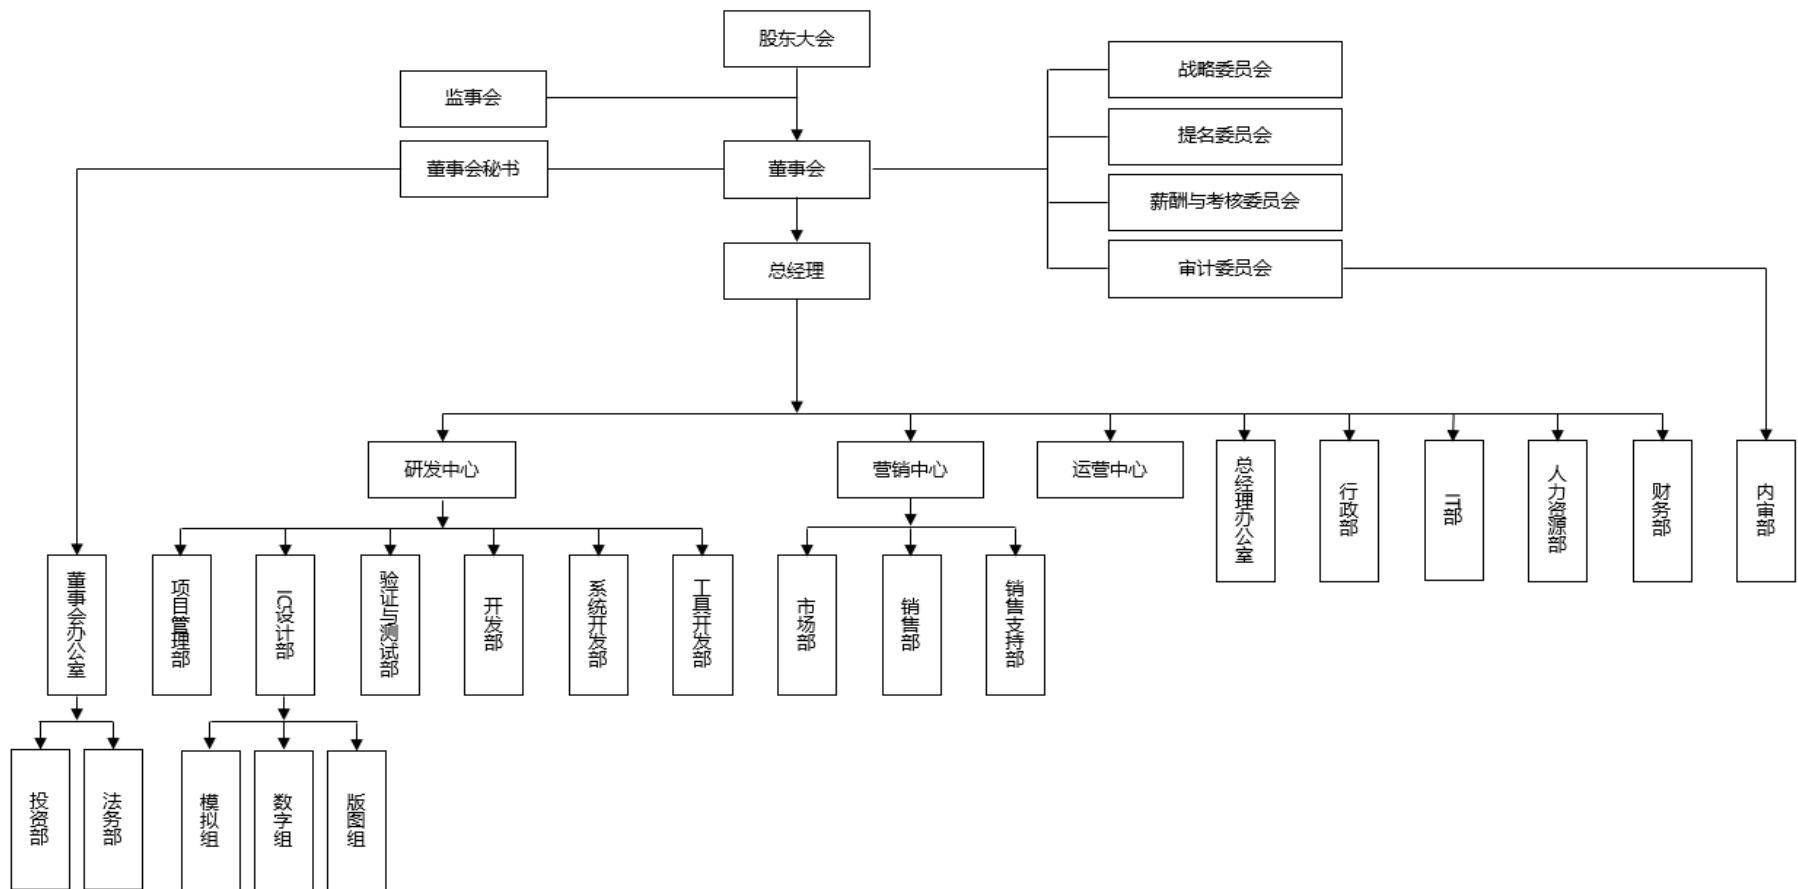 股东大会
监事会
战略委员会
提名委员会
董事会秘书
董事会
薪酬与考核委员会
总经理
审计委员会
研发中心
营销中心
运营中心
总经理办公室
行政部
IT部
人力资源部
财务部
内审部
董事会办公室
项目管理部
IC设计部
验证与测试部
开发部
系统开发部
工具开发部
市场部
销售部
销售支持部
投资部
法务部
模拟组
数字组
版图组